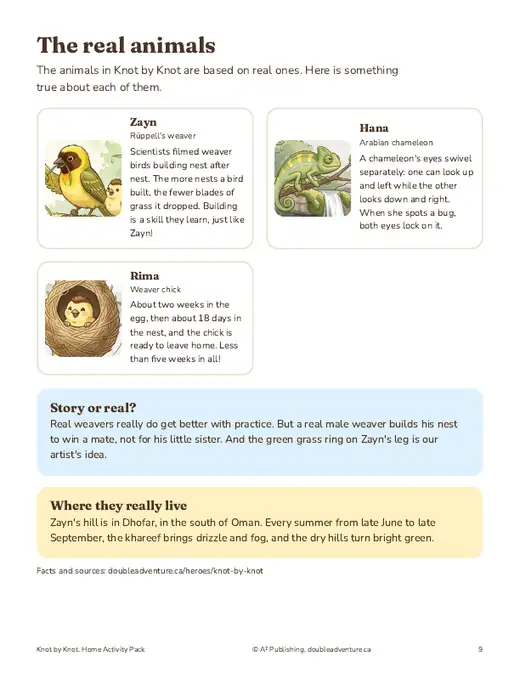 The real animals
The animals in Knot by Knot are based on real ones. Here is something
true about each of them.
Zayn
Rüppell's weaver
Scientists filmed weaver
birds building nest after
nest. The more nests a bird
built, the fewer blades of
grass it dropped. Building
is a skill they learn, just like
Zayn!
Hana
Arabian chameleon
A chameleon's eyes swivel
separately: one can look up
and left while the other
looks down and right.
When she spots a bug,
both eyes lock on it.
Rima
Weaver chick
About two weeks in the
egg, then about 18 days in
the nest, and the chick is
ready to leave home. Less
than five weeks in all!
Story or real?
Real weavers really do get better with practice. But a real male weaver builds his nest
to win a mate, not for his little sister. And the green grass ring on Zayn's leg is our
artist's idea.
Where they really live
Zayn's hill is in Dhofar, in the south of Oman. Every summer from late June to late
September, the khareef brings drizzle and fog, and the dry hills turn bright green.
Facts and sources: doubleadventure.ca/heroes/knot-by-knot
Knot by Knot. Home Activity Pack
© A² Publishing. doubleadventure.ca
9